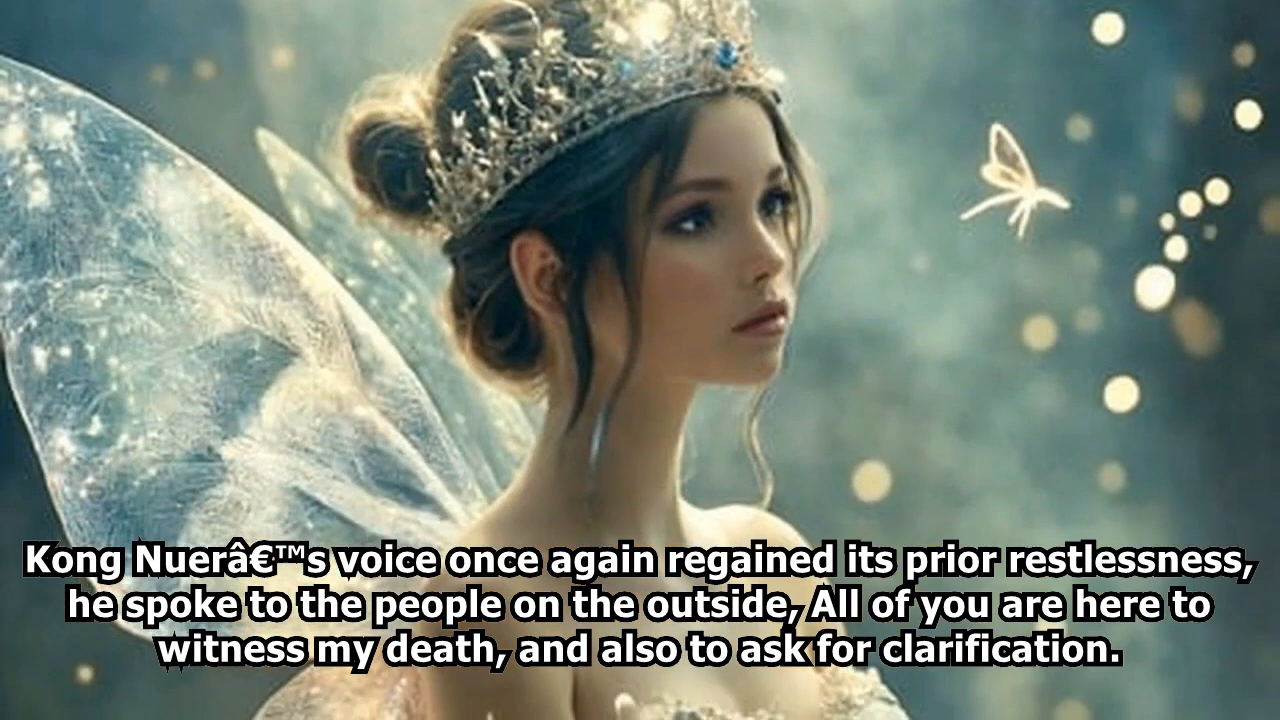 Kong Nuerâ€™s voice once again regained its prior restlessness,
he spoke to the people on the outside, All of you are here to
witness my death, and also to ask for clarification.